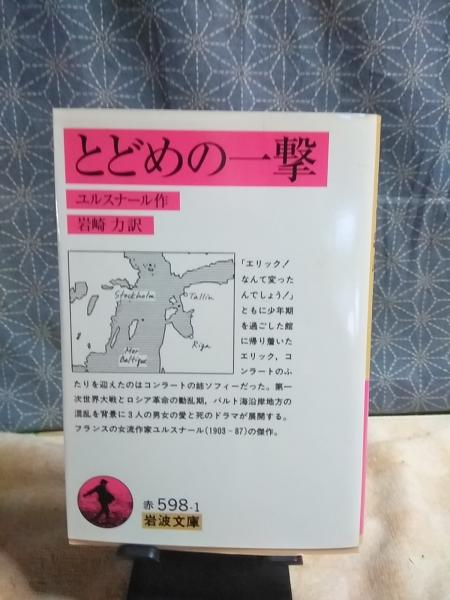 とどめの一撃
ユルスナール作
岩崎 力訳
Stockholm
Tallin
Riga
Mer
Baltique
「エリック!
なんて変った
んでしょう!」
ともに少年期
を過ごした館
に帰り着いた
エリック,コ
ンラートのふ
たりを迎えたのはコンラートの姉ソフィーだった.第一
次世界大戦とロシア革命の動乱期,バルト海沿岸地方の
混乱を背景に3人の男女の愛と死のドラマが展開する.
フランスの女流作家ユルスナール(1903-87)の傑作.
赤598-1
岩波文庫